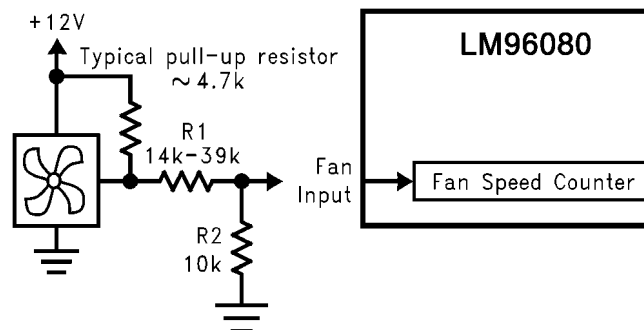 +12V
Typical pull-up resistor
~4.7k
R1
14k-39k
R2
10k
Fan
Input
LM96080
Fan Speed Counter